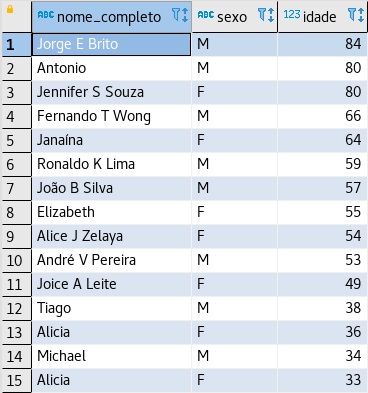 ABC nome_completo ABC sexo 123 idade
1 Jorge E Brito M 84
2 Antonio M 80
3 Jennifer S Souza F 80
4 Fernando T Wong M 66
5 Janaína F 64
6 Ronaldo K Lima M 59
7 João B Silva M 57
8 Elizabeth F 55
9 Alice J Zelaya F 54
10 André V Pereira M 53
11 Joice A Leite F 49
12 Tiago M 38
13 Alicia F 36
14 Michael M 34
15 Alicia F 33